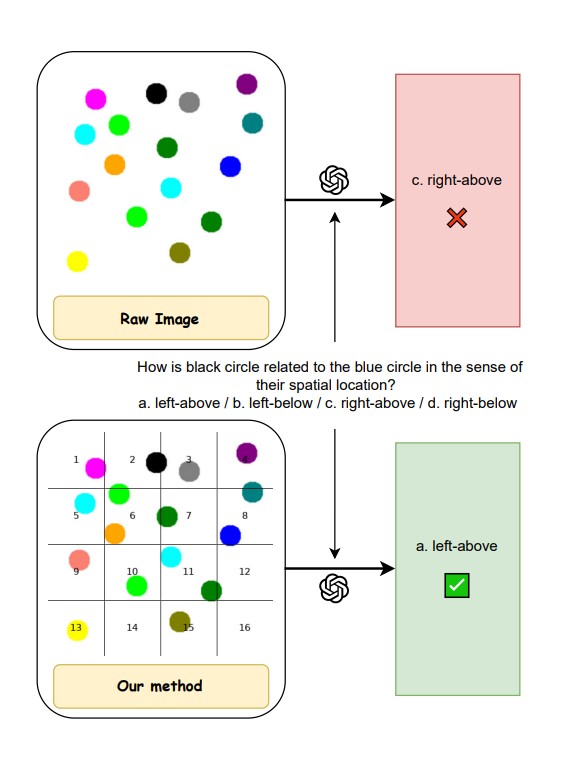 c. right-above
Raw Image
How is black circle related to the blue circle in the sense of
their spatial location?
a. left-above / b. left-below / c. right-above / d. right-below
1 2 3 4
5 6 7 8
9 10 11 12
13 14 15 16
a. left-above
Our method